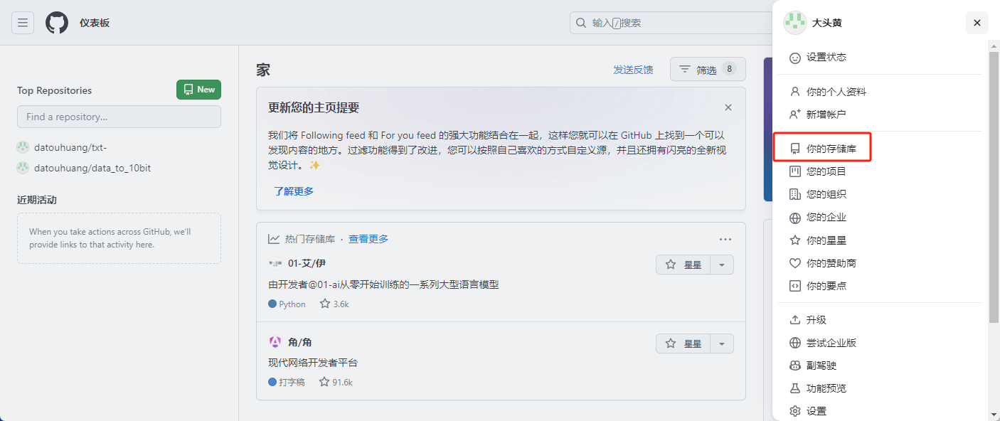 仪表板
输入/搜索
Top Repositories
New
Find a repository...
datouhuang/txt-
datouhuang/data_to_10bit
近期活动
When you take actions across GitHub, we'll
provide links to that activity here.
家
发送反馈
筛选 8
更新您的主页提要
我们将 Following feed 和 For you feed 的强大功能结合在一起，这样您就可以在 GitHub 上找到一个可以
发现内容的地方。过滤功能得到了改进，您可以按照自己喜欢的方式自定义源，并且还拥有闪亮的全新视
觉设计。✨
了解更多
热门存储库 · 查看更多
01-艾/伊
星星
由开发者@01-ai从零开始训练的一系列大型语言模型
Python 3.6k
角/角
星星
现代网络开发者平台
打字稿 91.6k
大头黄
设置状态
你的个人资料
新增帐户
你的存储库
您的项目
您的组织
您的企业
你的星星
你的赞助商
你的要点
升级
尝试企业版
副驾驶
功能预览
设置